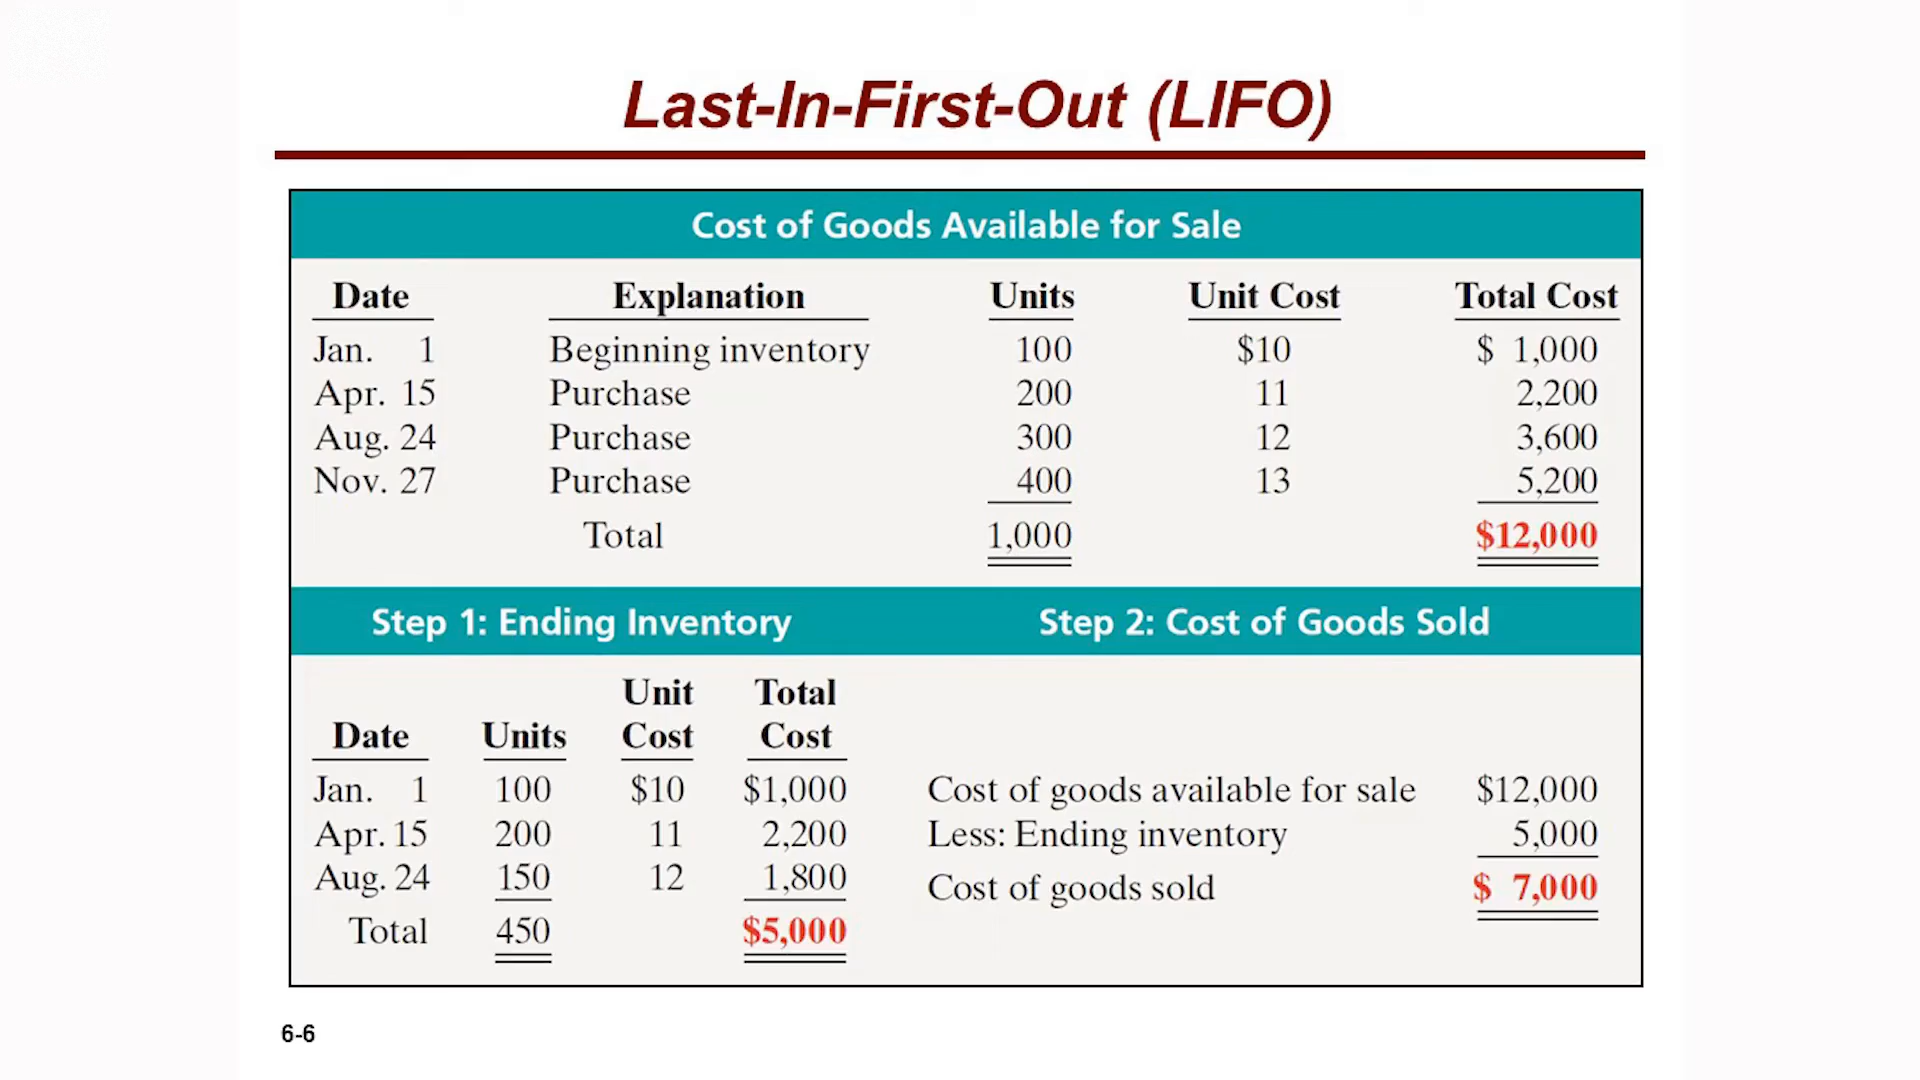 Last-In-First-Out (LIFO)
Cost of Goods Available for Sale
Date Explanation Units Unit Cost Total Cost
Jan. 1 Beginning inventory 100 $10 $ 1,000
Apr. 15 Purchase 200 11 2,200
Aug. 24 Purchase 300 12 3,600
Nov. 27 Purchase 400 13 5,200
Total 1,000 $12,000
Step 1: Ending Inventory Step 2: Cost of Goods Sold
Unit Total
Date Units Cost Cost
Jan. 1 100 $10 $1,000 Cost of goods available for sale $12,000
Apr. 15 200 11 2,200 Less: Ending inventory 5,000
Aug. 24 150 12 1,800 Cost of goods sold $ 7,000
Total 450 $5,000
6-6